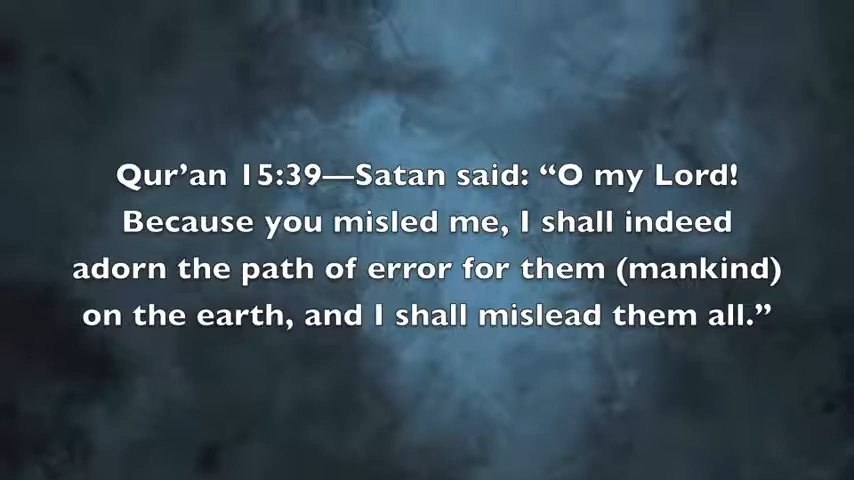 Qur’an 15:39—Satan said: “O my Lord!
Because you misled me, I shall indeed
adorn the path of error for them (mankind)
on the earth, and I shall mislead them all.”